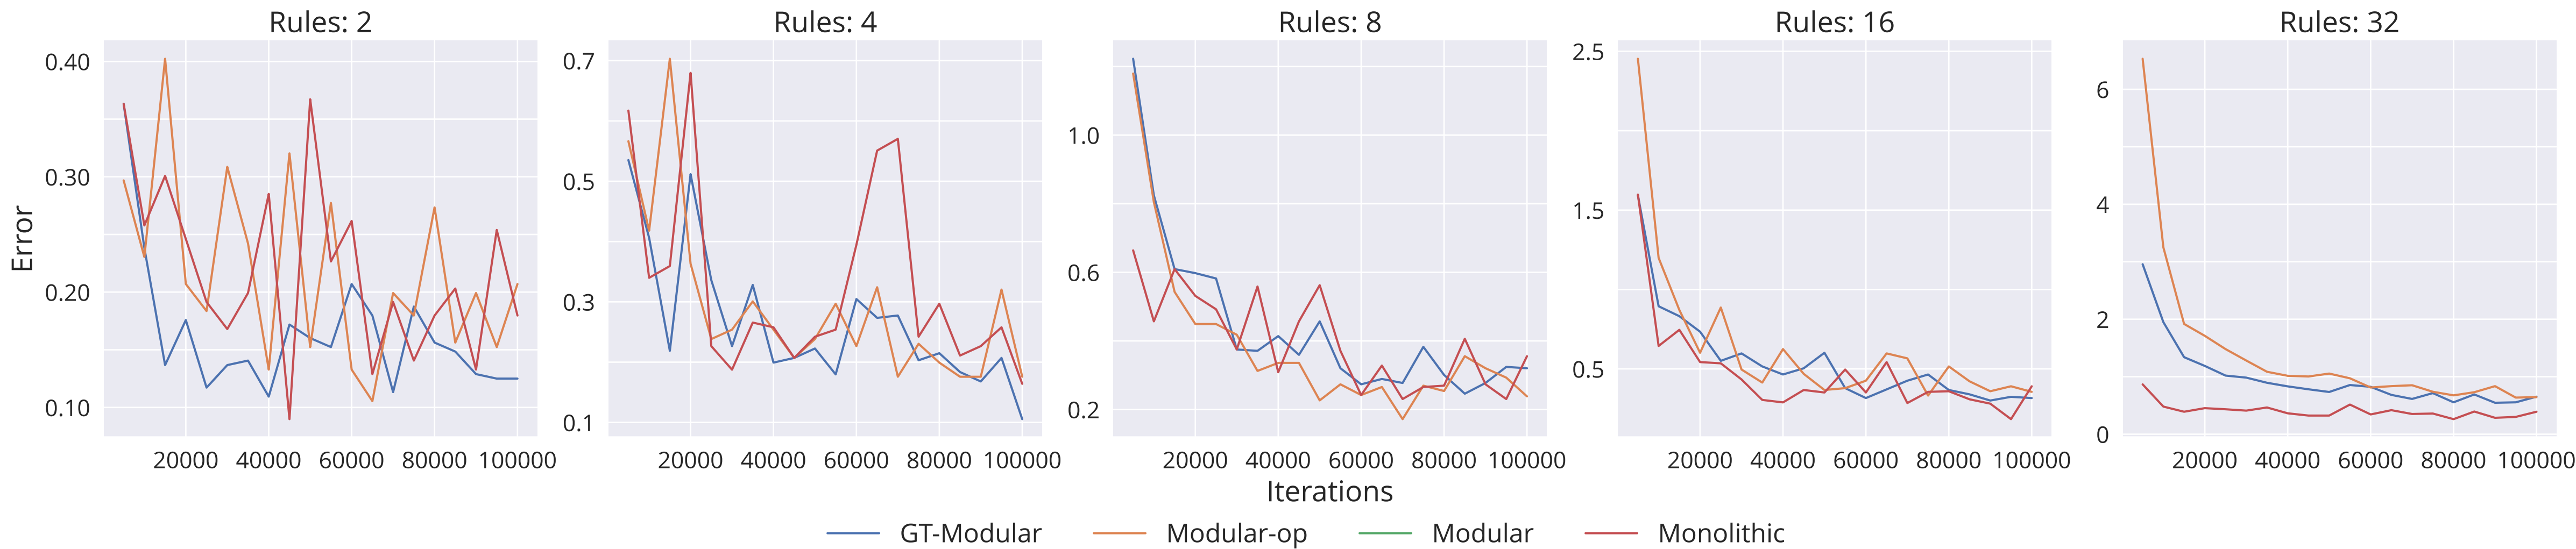 Rules: 2
Rules: 4
Rules: 8
Rules: 16
Rules: 32
Error
0.40
0.30
0.20
0.10
20000 40000 60000 80000 100000
0.7
0.5
0.3
0.1
20000 40000 60000 80000 100000
1.0
0.6
0.2
20000 40000 60000 80000 100000
2.5
1.5
0.5
20000 40000 60000 80000 100000
6
4
2
0
20000 40000 60000 80000 100000
Iterations
GT-Modular Modular-op Modular Monolithic